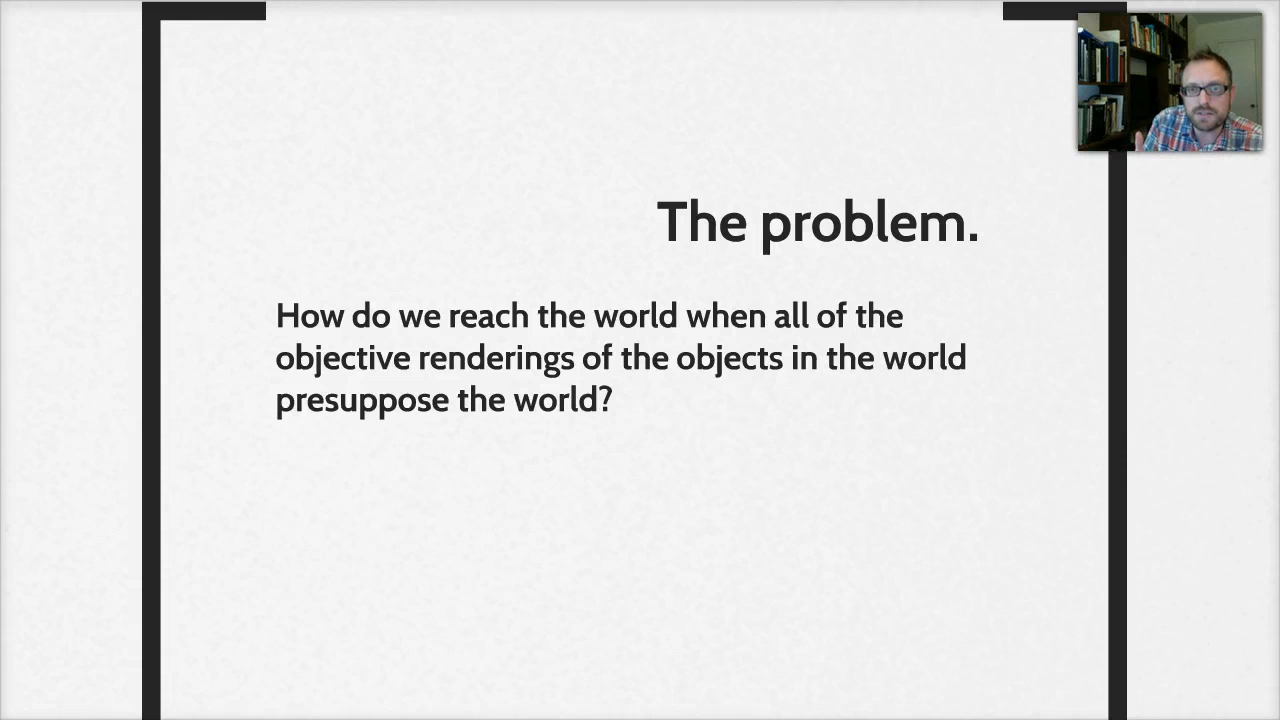 The problem.
How do we reach the world when all of the
objective renderings of the objects in the world
presuppose the world?